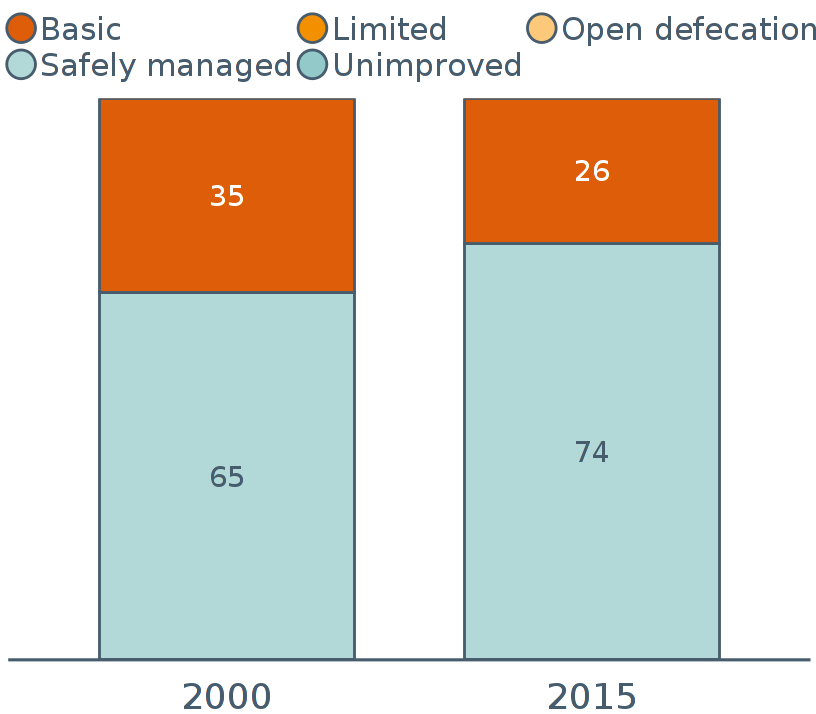 Basic Limited Open defecation
Safely managed Unimproved
35
26
65
74
2000 2015